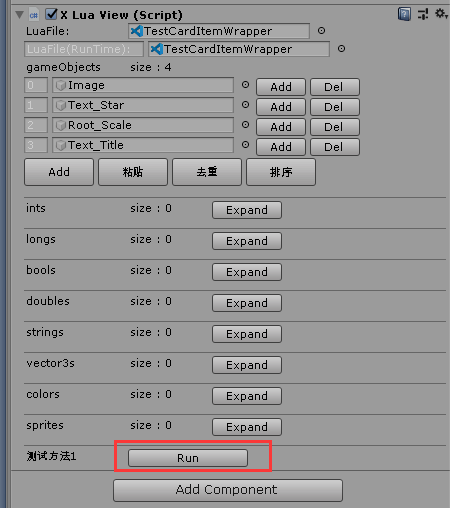 X Lua View (Script)
LuaFile: TestCardItemWrapper
LuaFile(RunTime): TestCardItemWrapper
gameObjects size : 4
0 Image Add Del
1 Text_Star Add Del
2 Root_Scale Add Del
3 Text_Title Add Del
Add 粘贴 去重 排序
ints size : 0 Expand
longs size : 0 Expand
bools size : 0 Expand
doubles size : 0 Expand
strings size : 0 Expand
vector3s size : 0 Expand
colors size : 0 Expand
sprites size : 0 Expand
测试方法1 Run
Add Component